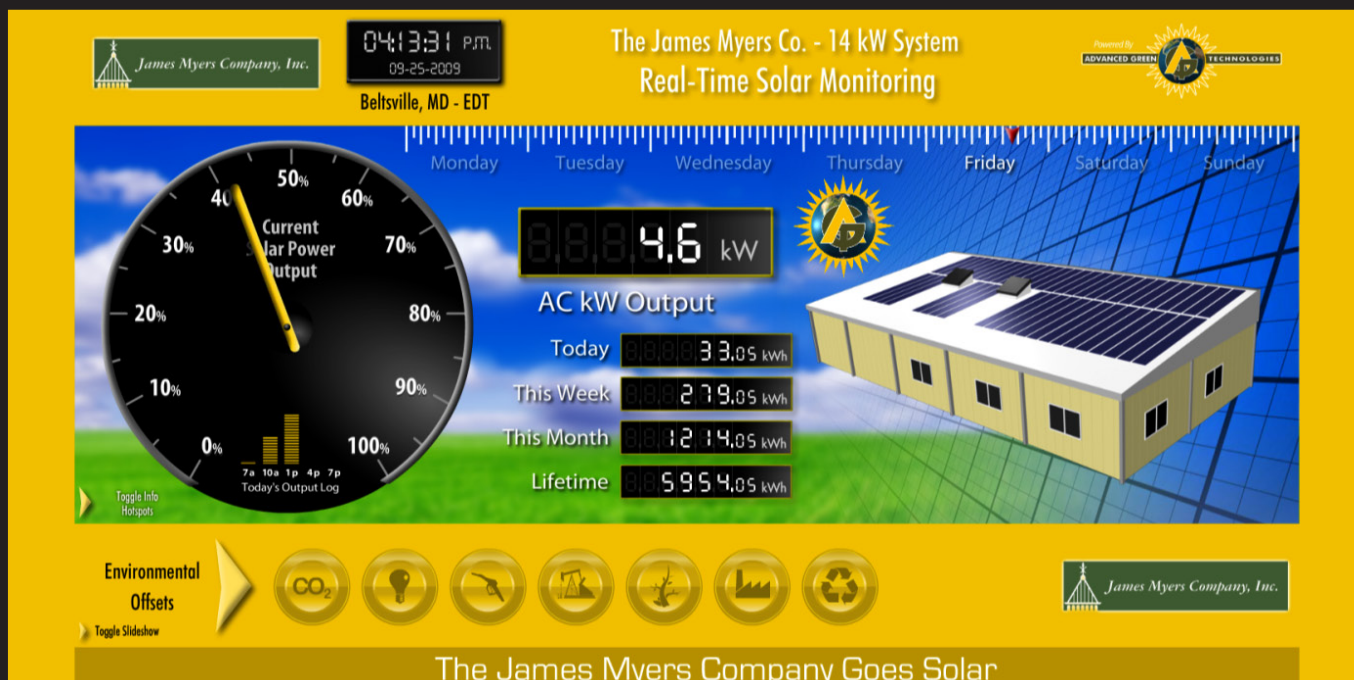 James Myers Company, Inc.
04:13:31 P.M.
09-25-2009
Beltsville, MD - EDT
The James Myers Co. - 14 kW System
Real-Time Solar Monitoring
Powered By
ADVANCED GREEN TECHNOLOGIES
AG
Monday Tuesday Wednesday Thursday Friday Saturday Sunday
0% 10% 20% 30% 40 50% 60% 70% 80% 90% 100%
Current
Solar Power
Output
7a 10a 1p 4p 7p
Today's Output Log
4.6 kW
AG
AC kW Output
Today 33.05 kWh
This Week 279.05 kWh
This Month 1214.05 kWh
Lifetime 5954.05 kWh
Toggle Info
Hotspots
Environmental
Offsets
Toggle Slideshow
CO2
James Myers Company, Inc.
The James Myers Company Goes Solar